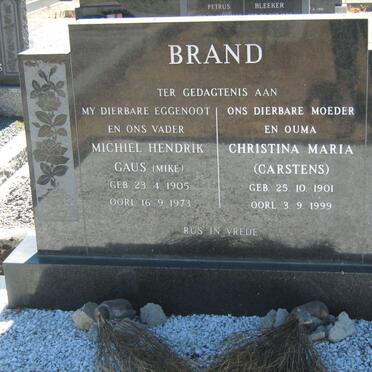 PETRUS
BLEEKER
BRAND
TER GEDAGTENIS AAN
MY DIERBARE EGGENOOT
EN ONS VADER
MICHIEL HENDRIK
GAUS (MIKE)
GEB. 23. 4. 1905
OORL. 16. 9. 1973
ONS DIERBARE MOEDER
EN OUMA
CHRISTINA MARIA
(CARSTENS)
GEB. 25. 10. 1901
OORL. 3. 9. 1999
RUS IN VREDE